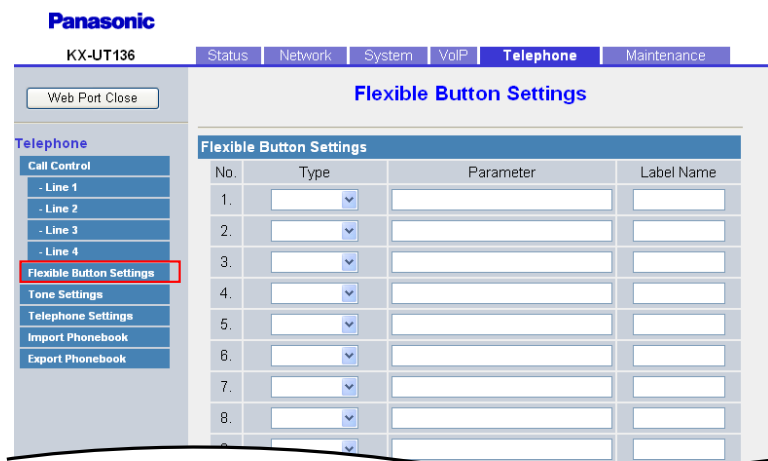 Panasonic
KX-UT136
Status Network System VoIP Telephone Maintenance
Web Port Close
Flexible Button Settings
Telephone
Call Control
- Line 1
- Line 2
- Line 3
- Line 4
Flexible Button Settings
Tone Settings
Telephone Settings
Import Phonebook
Export Phonebook
Flexible Button Settings
No. Type Parameter Label Name
1.
2.
3.
4.
5.
6.
7.
8.